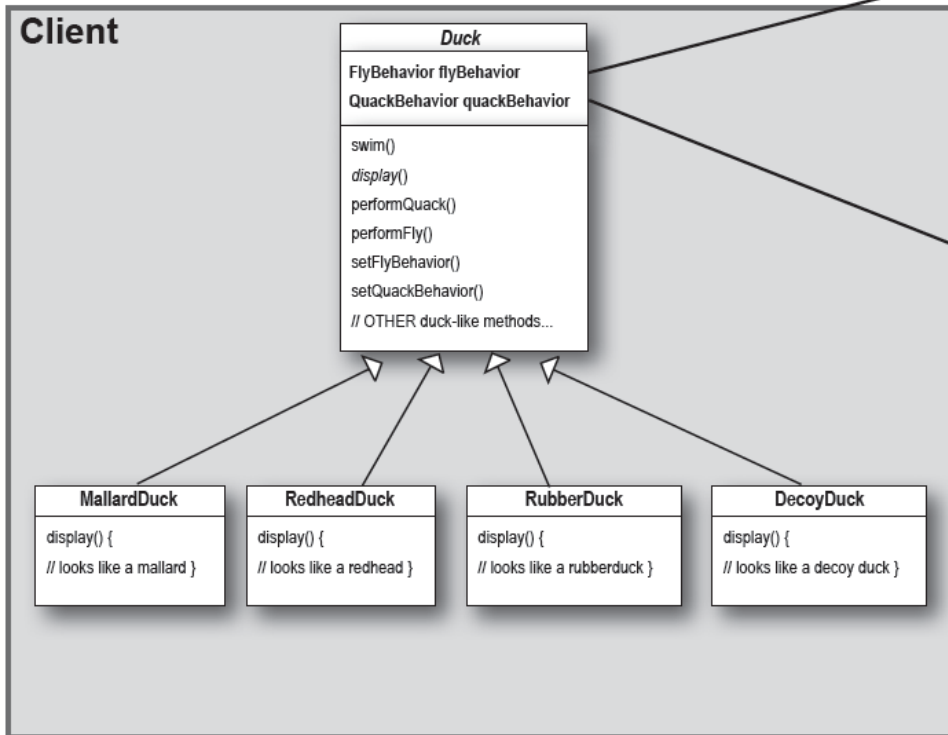 Client
Duck
FlyBehavior flyBehavior
QuackBehavior quackBehavior
swim()
display()
performQuack()
performFly()
setFlyBehavior()
setQuackBehavior()
// OTHER duck-like methods...
MallardDuck
display() {
// looks like a mallard }
RedheadDuck
display() {
// looks like a redhead }
RubberDuck
display() {
// looks like a rubberduck }
DecoyDuck
display() {
// looks like a decoy duck }